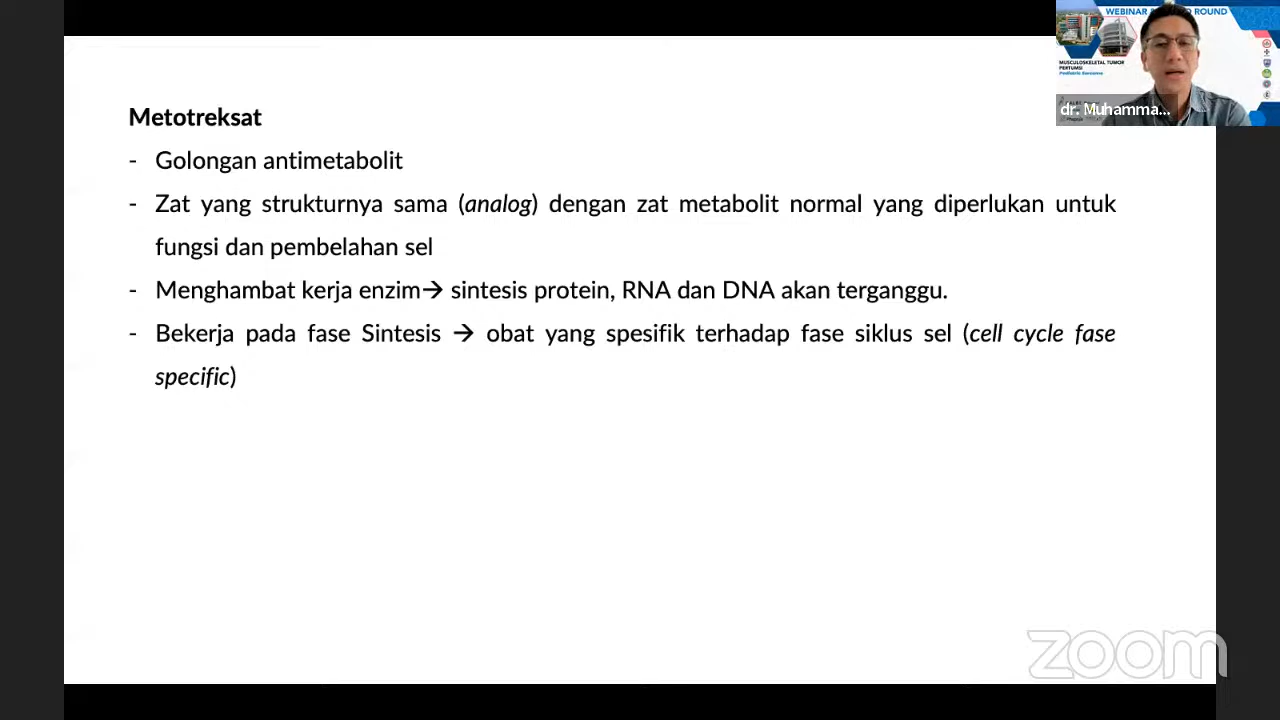 Metotreksat
- Golongan antimetabolit
- Zat yang strukturnya sama (analog) dengan zat metabolit normal yang diperlukan untuk
fungsi dan pembelahan sel
- Menghambat kerja enzim→ sintesis protein, RNA dan DNA akan terganggu.
- Bekerja pada fase Sintesis → obat yang spesifik terhadap fase siklus sel (cell cycle fase
specific)
WEBINAR
ROUND
MUSCULOSKELETAL TUMOR
Pediatric Sarcoma
dr. Muhamma...
zoom